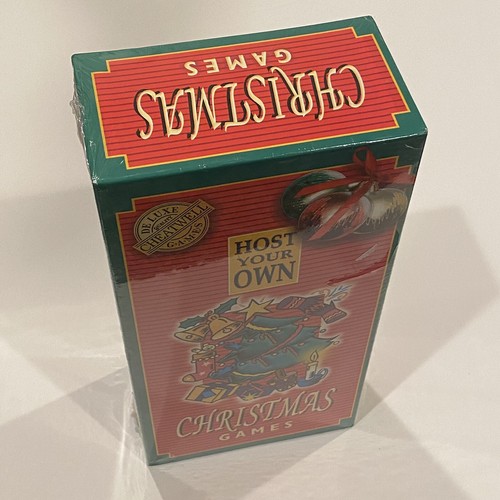 CHRISTMAS
GAMES
DE LUXE
CHEATWELL
GAMES
HOST
YOUR
OWN
CHRISTMAS
GAMES